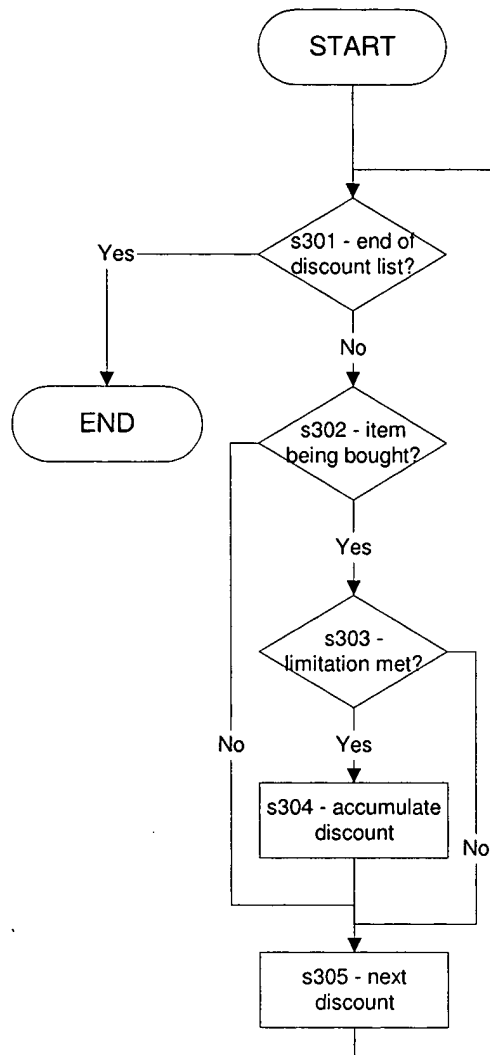 START
s301 - end of
discount list?
Yes
No
END
s302 - item
being bought?
Yes
s303 -
limitation met?
No
Yes
s304 - accumulate
discount
No
s305 - next
discount